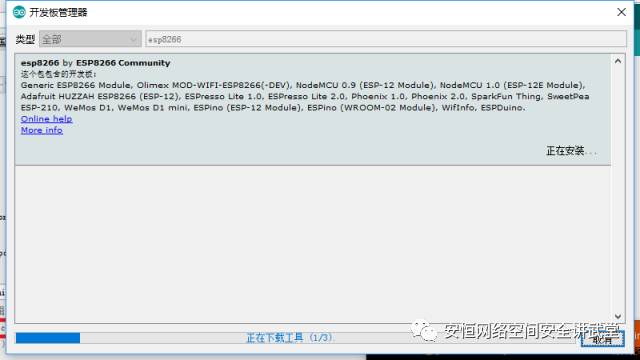 开发板管理器
类型 全部 esp8266
esp8266 by ESP8266 Community
这个包包含的开发板:
Generic ESP8266 Module, Olimex MOD-WIFI-ESP8266(-DEV), NodeMCU 0.9 (ESP-12 Module), NodeMCU 1.0 (ESP-12E Module),
Adafruit HUZZAH ESP8266 (ESP-12), ESPresso Lite 1.0, ESPresso Lite 2.0, Phoenix 1.0, Phoenix 2.0, SparkFun Thing, SweetPea
ESP-210, WeMos D1, WeMos D1 mini, ESPino (ESP-12 Module), ESPino (WROOM-02 Module), WifInfo, ESPDuino.
Online help
More info
正在安装...
正在下载工具 (1/3).
安恒网络空间安全讲武堂
取消